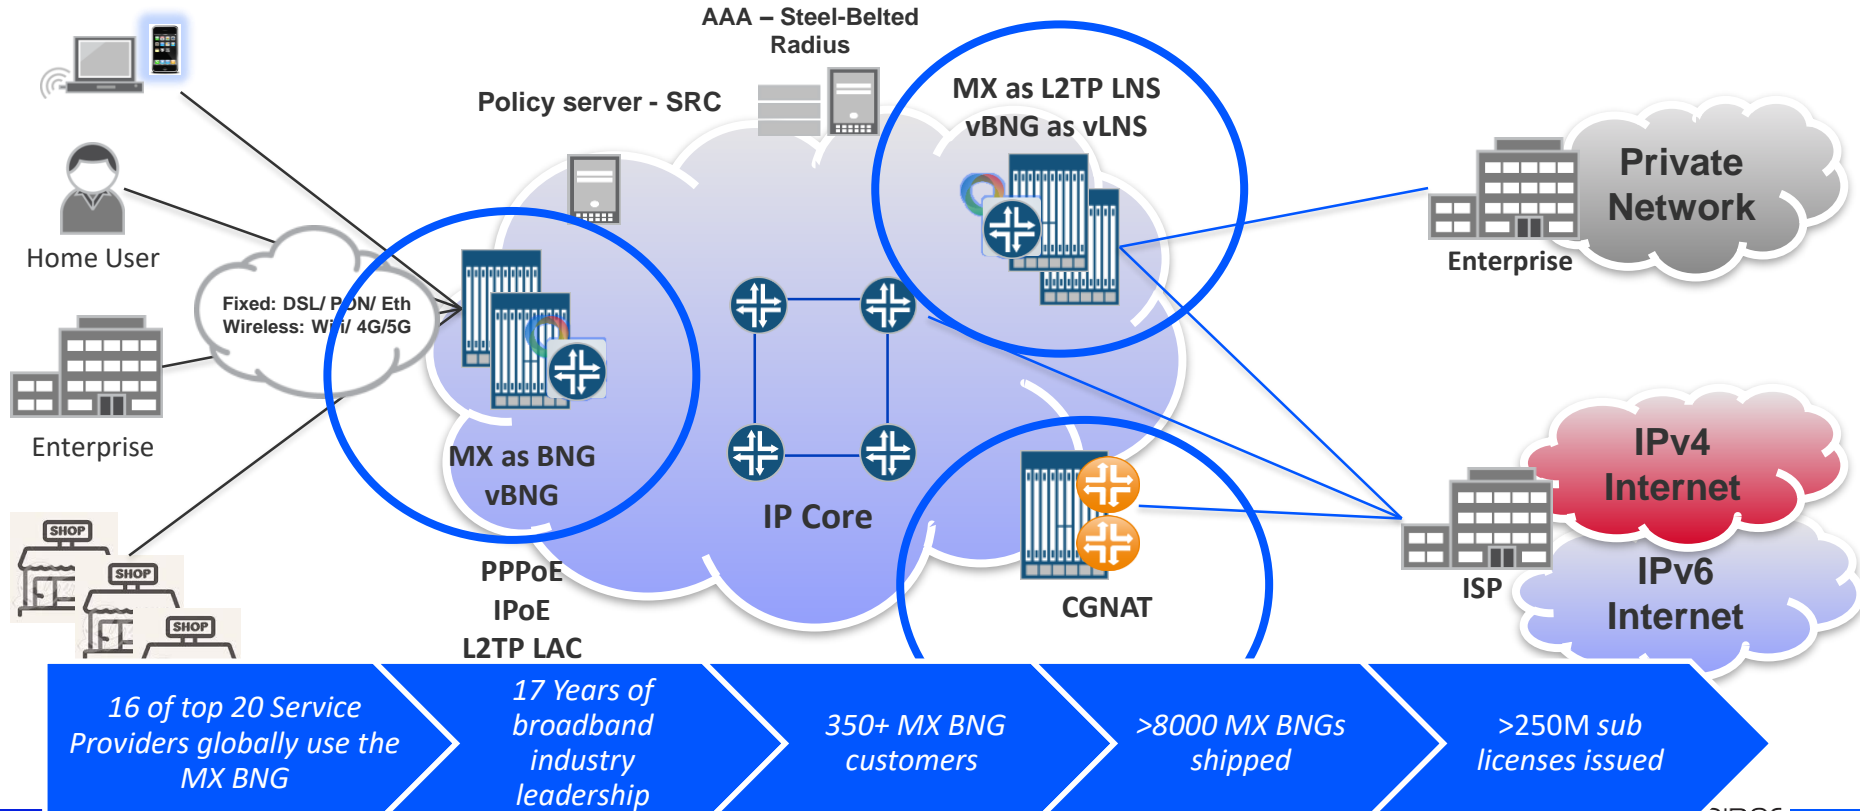 AAA – Steel-Belted
Radius
Policy server - SRC
MX as L2TP LNS
vBNG as vLNS
Private
Network
Enterprise
Home User
Fixed: DSL/ PON/ Eth
Wireless: Wifi/ 4G/5G
Enterprise
MX as BNG
vBNG
IP Core
IPv4
Internet
IPv6
Internet
ISP
CGNAT
PPPoE
IPoE
L2TP LAC
SHOP
SHOP
SHOP
16 of top 20 Service
Providers globally use the
MX BNG
17 Years of
broadband
industry
leadership
350+ MX BNG
customers
>8000 MX BNGs
shipped
>250M sub
licenses issued